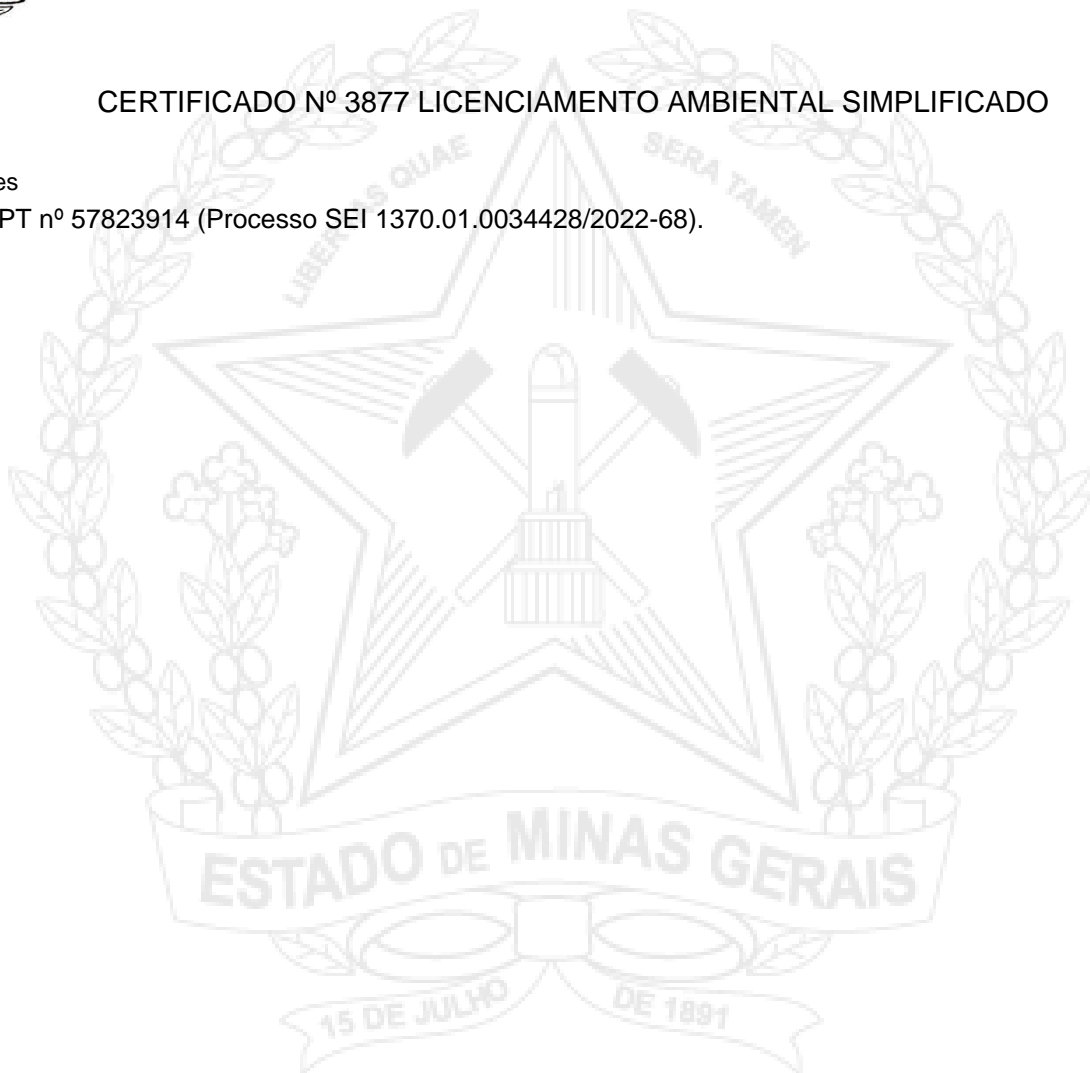 CERTIFICADO Nº 3877 LICENCIAMENTO AMBIENTAL SIMPLIFICADO
es
PT nº 57823914 (Processo SEI 1370.01.0034428/2022-68).
LIBERTAS QUAE SERA TAMEN
ESTADO DE MINAS GERAIS
15 DE JULHO DE 1891